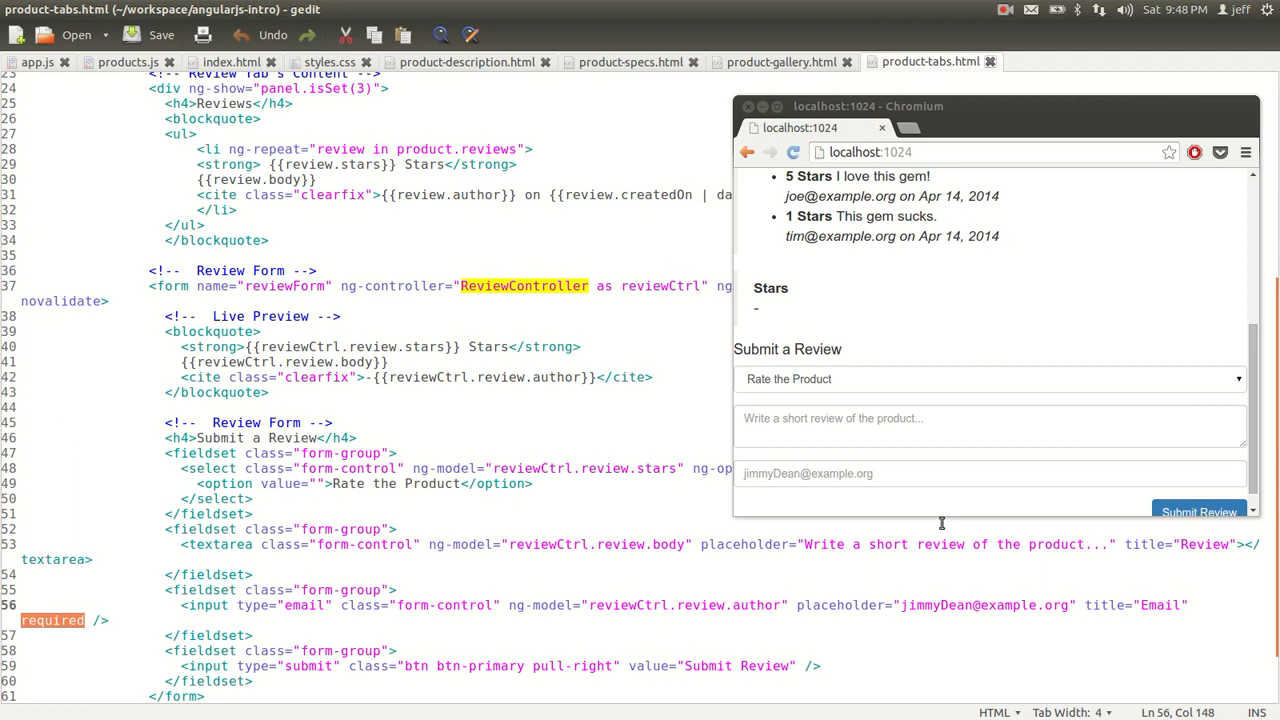 product-tabs.html (~/workspace/angularjs-intro) - gedit
Sat 9:48 PM jeff
Open Save Undo
app.js products.js index.html styles.css product-description.html product-specs.html product-gallery.html product-tabs.html
23 <!-- Review Tab's Content -->
24 <div ng-show="panel.isSet(3)">
25 <h4>Reviews</h4>
26 <blockquote>
27 <ul>
28 <li ng-repeat="review in product.reviews">
29 <strong> {{review.stars}} Stars</strong>
30 {{review.body}}
31 <cite class="clearfix">{{review.author}} on {{review.createdOn | da
32 </li>
33 </ul>
34 </blockquote>
35
36 <!-- Review Form -->
37 <form name="reviewForm" ng-controller="ReviewController as reviewCtrl" ng
novalidate>
38 <!-- Live Preview -->
39 <blockquote>
40 <strong>{{reviewCtrl.review.stars}} Stars</strong>
41 {{reviewCtrl.review.body}}
42 <cite class="clearfix">-{{reviewCtrl.review.author}}</cite>
43 </blockquote>
44
45 <!-- Review Form -->
46 <h4>Submit a Review</h4>
47 <fieldset class="form-group">
48 <select class="form-control" ng-model="reviewCtrl.review.stars" ng-op
49 <option value="">Rate the Product</option>
50 </select>
51 </fieldset>
52 <fieldset class="form-group">
53 <textarea class="form-control" ng-model="reviewCtrl.review.body" placeholder="Write a short review of the product..." title="Review"></
textarea>
54 </fieldset>
55 <fieldset class="form-group">
56 <input type="email" class="form-control" ng-model="reviewCtrl.review.author" placeholder="jimmyDean@example.org" title="Email"
required />
57 </fieldset>
58 <fieldset class="form-group">
59 <input type="submit" class="btn btn-primary pull-right" value="Submit Review" />
60 </fieldset>
61 </form>
localhost:1024 - Chromium
localhost:1024
localhost:1024
5 Stars I love this gem!
joe@example.org on Apr 14, 2014
1 Stars This gem sucks.
tim@example.org on Apr 14, 2014
Stars
-
Submit a Review
Rate the Product
Write a short review of the product...
jimmyDean@example.org
Submit Review
HTML Tab Width: 4 Ln 56, Col 148 INS